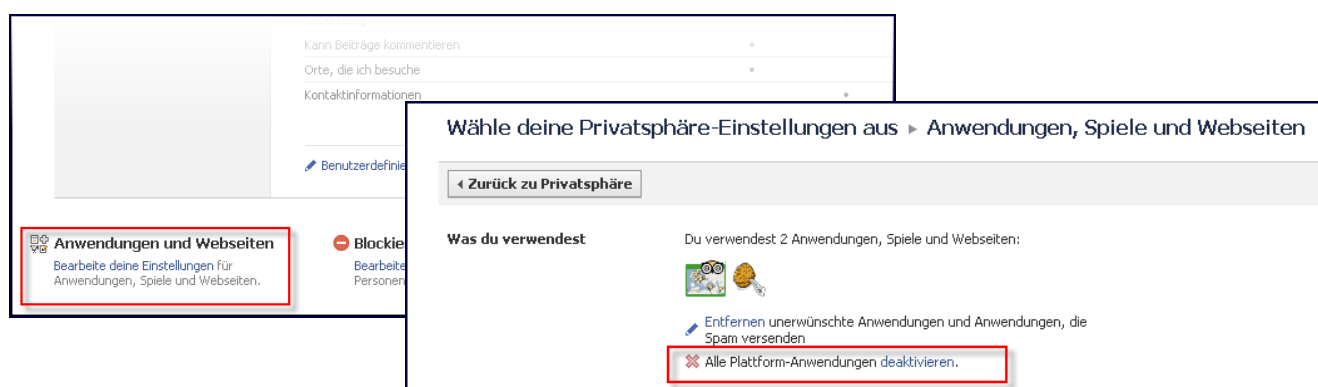 Kann Beiträge kommentieren
Orte, die ich besuche
Kontaktinformationen
Benutzerdefinie
Anwendungen und Webseiten
Bearbeite deine Einstellungen für
Anwendungen, Spiele und Webseiten.
Blockie
Bearbeite
Personen
Wähle deine Privatsphäre-Einstellungen aus ▸ Anwendungen, Spiele und Webseiten
Zurück zu Privatsphäre
Was du verwendest
Du verwendest 2 Anwendungen, Spiele und Webseiten:
Entfernen unerwünschte Anwendungen und Anwendungen, die
Spam versenden
Alle Plattform-Anwendungen deaktivieren.